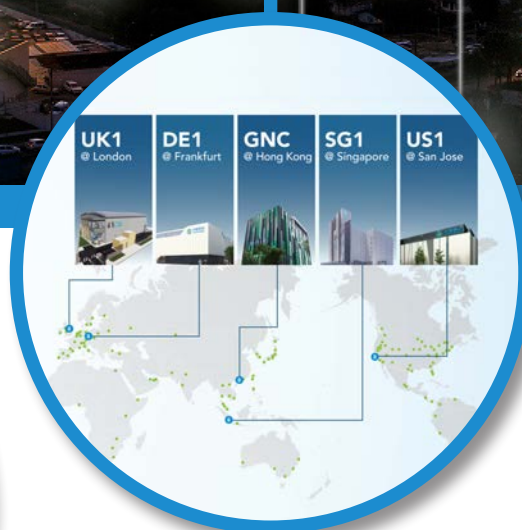 UK1
@ London
DE1
@ Frankfurt
GNC
@ Hong Kong
SG1
@ Singapore
US1
@ San Jose